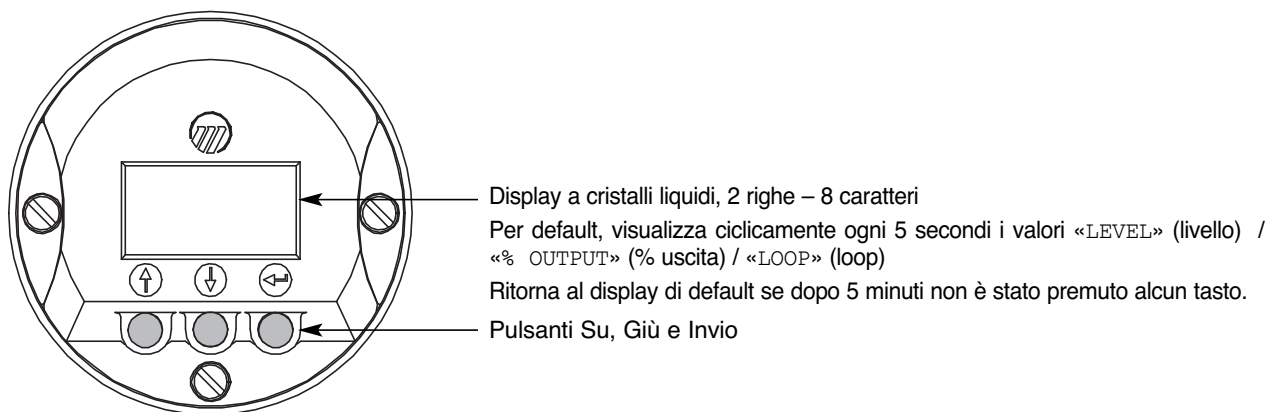 Display a cristalli liquidi, 2 righe – 8 caratteri
Per default, visualizza ciclicamente ogni 5 secondi i valori «LEVEL» (livello) /
«% OUTPUT» (% uscita) / «LOOP» (loop)
Ritorna al display di default se dopo 5 minuti non è stato premuto alcun tasto.
Pulsanti Su, Giù e Invio